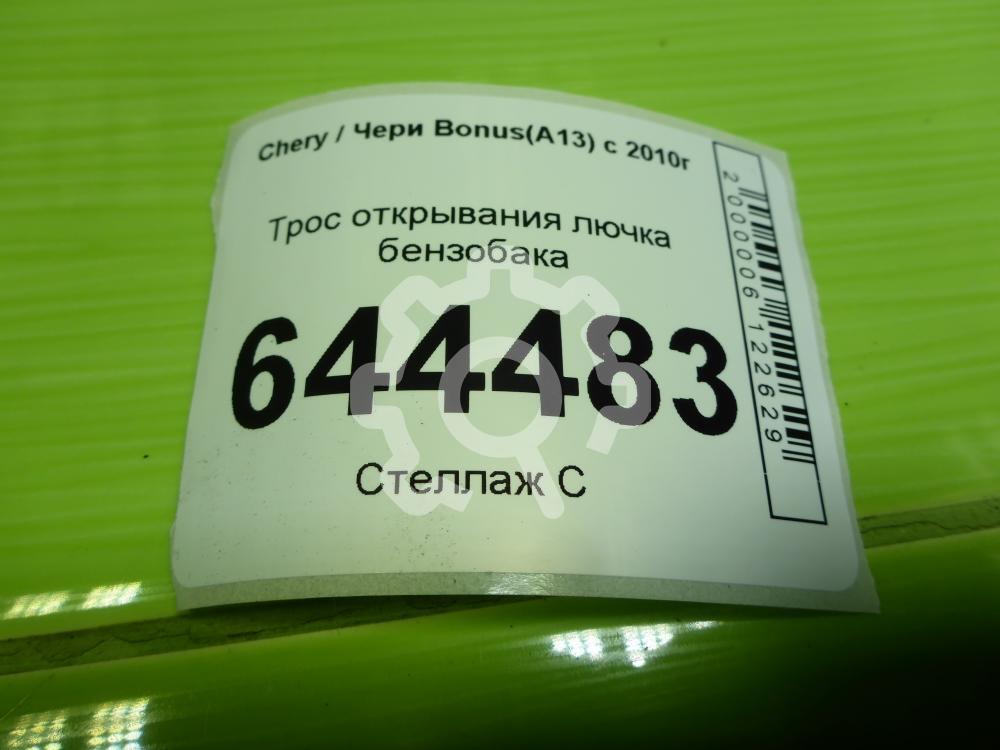 Chery / Чери Bonus(A13) с 2010г
Трос открывания лючка
бензобака
644483
Стеллаж С
2000006122629